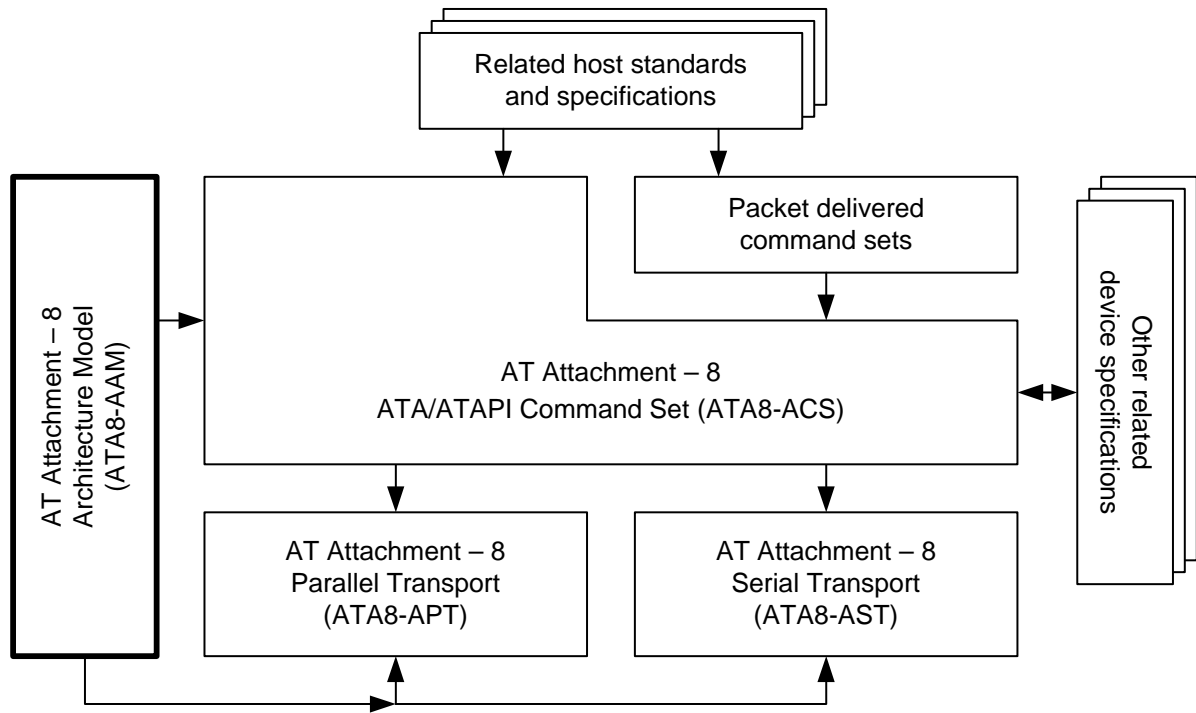 Related host standards
and specifications
Packet delivered
command sets
AT Attachment – 8
Architecture Model
(ATA8-AAM)
AT Attachment – 8
ATA/ATAPI Command Set (ATA8-ACS)
Other related
device specifications
AT Attachment – 8
Parallel Transport
(ATA8-APT)
AT Attachment – 8
Serial Transport
(ATA8-AST)